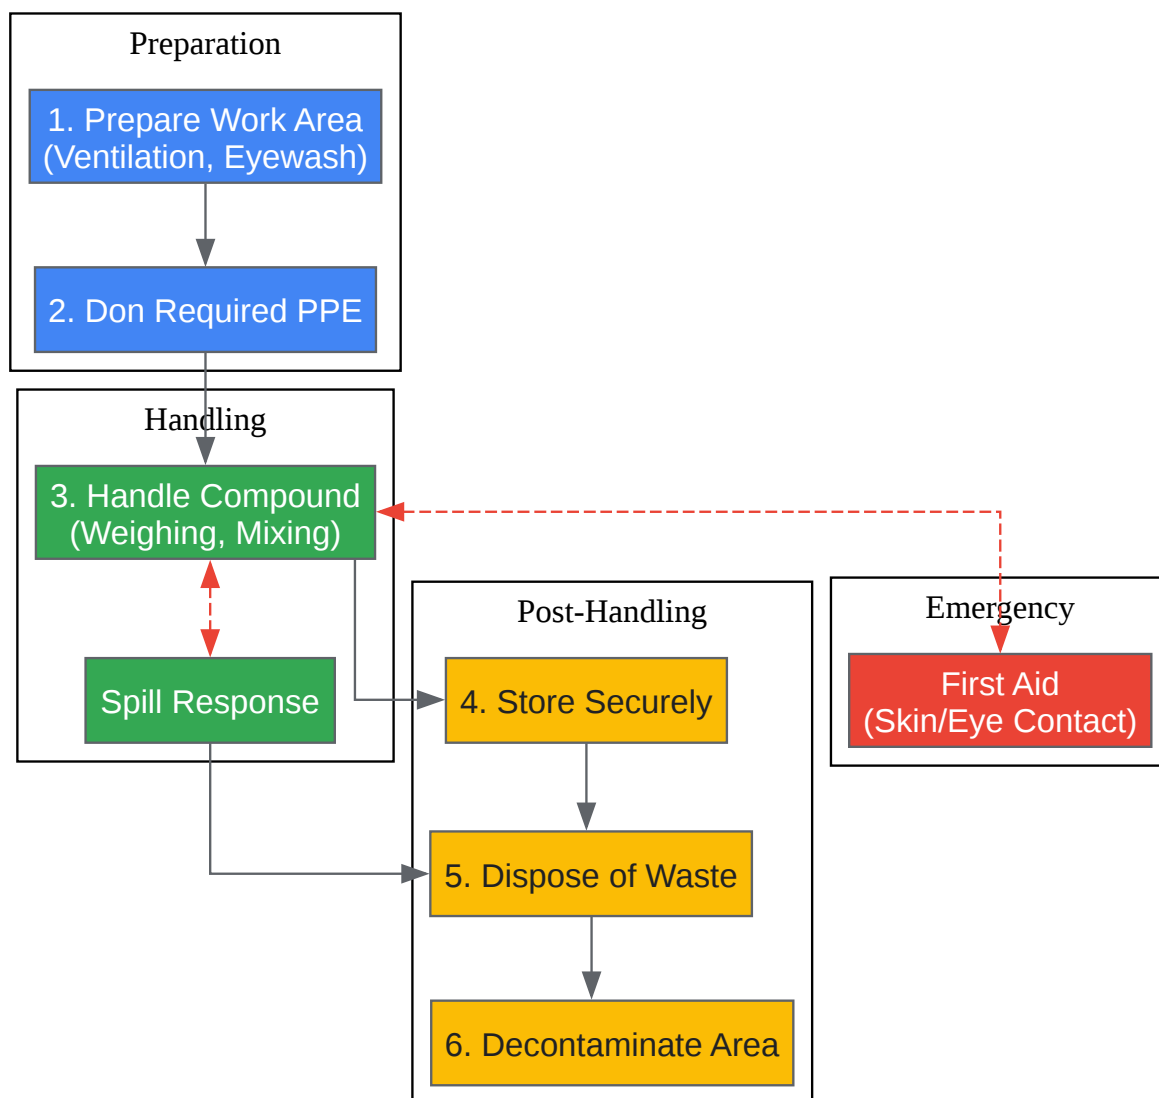 Preparation
1. Prepare Work Area
(Ventilation, Eyewash)
2. Don Required PPE
Handling
3. Handle Compound
(Weighing, Mixing)
Spill Response
Post-Handling
4. Store Securely
5. Dispose of Waste
6. Decontaminate Area
Emergency
First Aid
(Skin/Eye Contact)